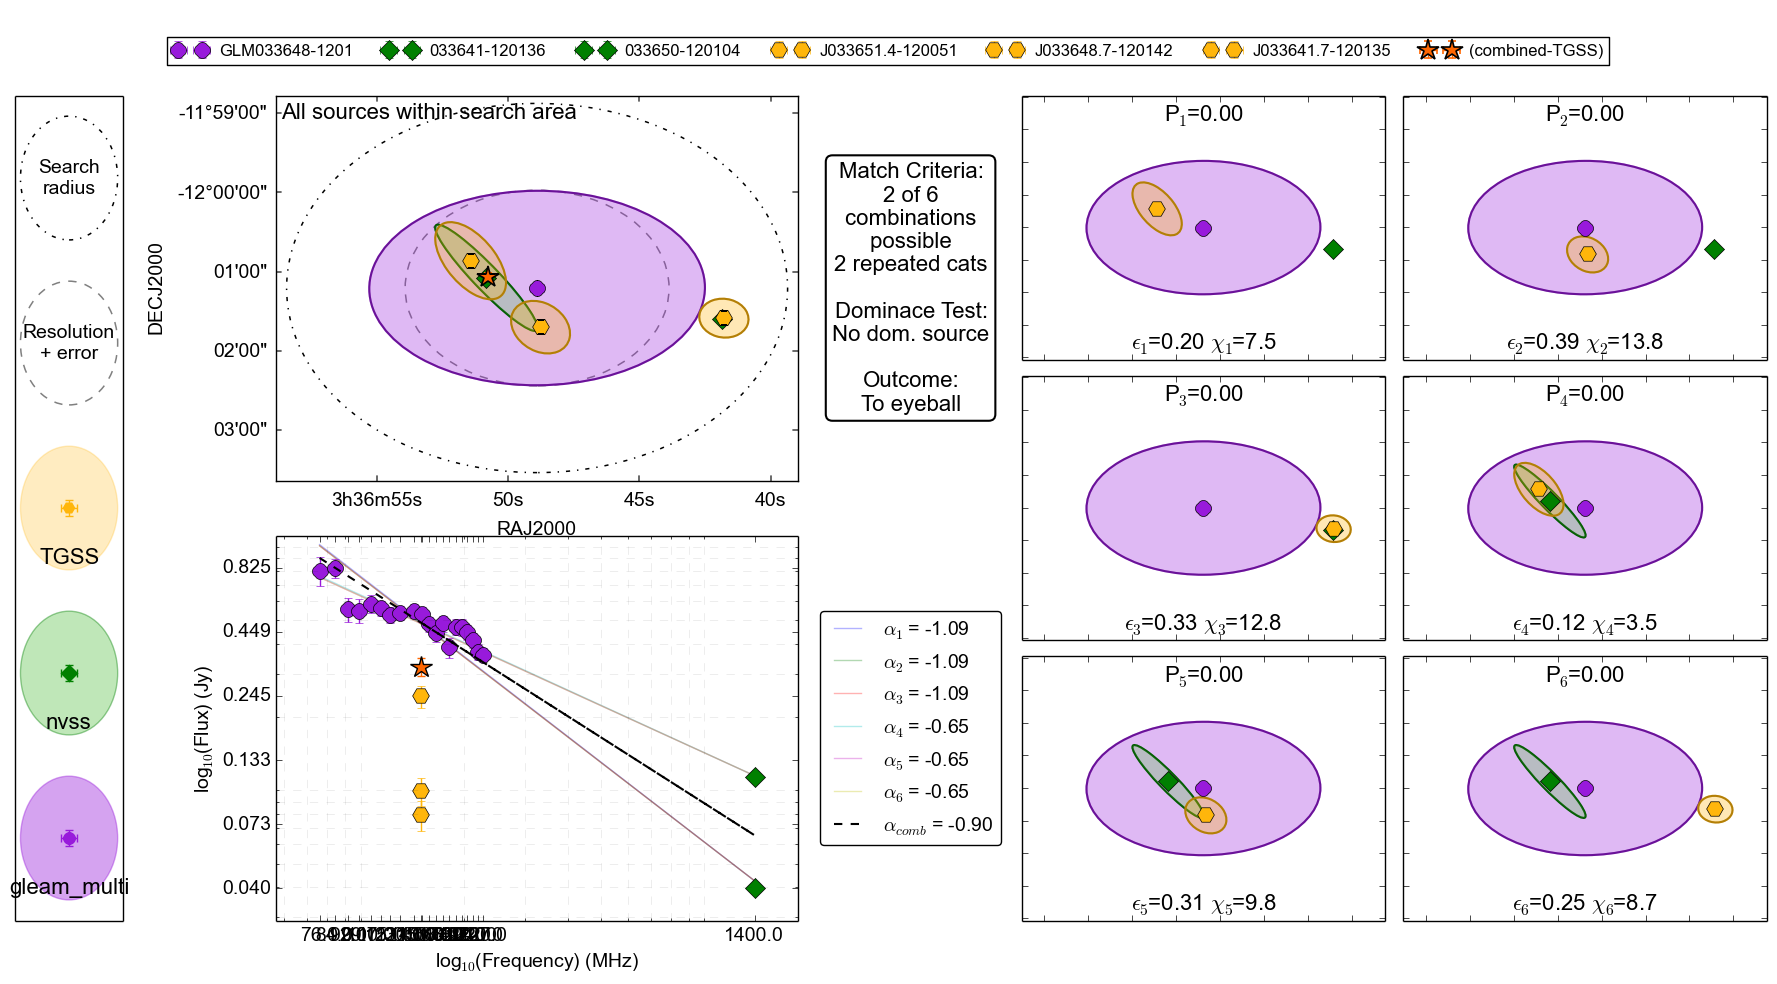 GLM033648-1201 033641-120136 033650-120104 J033651.4-120051 J033648.7-120142 J033641.7-120135 (combined-TGSS)
Search
radius
Resolution
+ error
TGSS
nvss
gleam_multi
All sources within search area
-11°59'00"
-12°00'00"
01'00"
02'00"
03'00"
DECJ2000
3h36m55s 50s 45s 40s
RAJ2000
Match Criteria:
2 of 6
combinations
possible
2 repeated cats
Dominace Test:
No dom. source
Outcome:
To eyeball
0.825
0.449
0.245
0.133
0.073
0.040
log10(Flux) (Jy)
1400.0
log10(Frequency) (MHz)
α1 = -1.09
α2 = -1.09
α3 = -1.09
α4 = -0.65
α5 = -0.65
α6 = -0.65
αcomb = -0.90
P1=0.00
ϵ1=0.20 χ1=7.5
P2=0.00
ϵ2=0.39 χ2=13.8
P3=0.00
ϵ3=0.33 χ3=12.8
P4=0.00
ϵ4=0.12 χ4=3.5
P5=0.00
ϵ5=0.31 χ5=9.8
P6=0.00
ϵ6=0.25 χ6=8.7